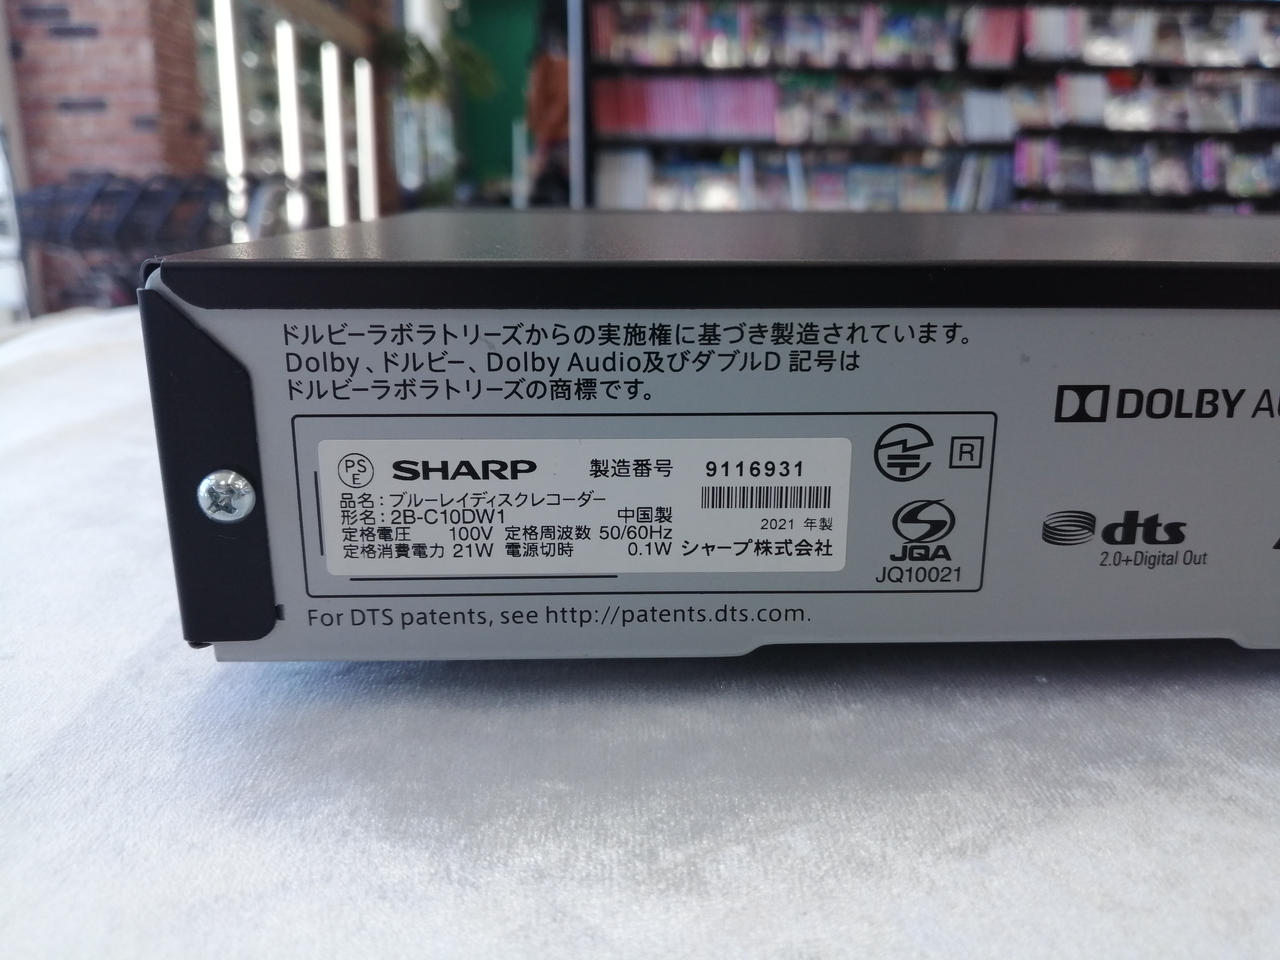 ドルビーラボラトリーズからの実施権に基づき製造されています。
Dolby、ドルビー、Dolby Audio及びダブルD 記号は
ドルビーラボラトリーズの商標です。
DOLBY
PS
E
SHARP 製造番号 9116931
品名：ブルーレイディスクレコーダー
形名：2B-C10DW1 中国製 2021 年製
定格電圧 100V 定格周波数 50/60Hz
定格消費電力 21W 電源切時 0.1W シャープ株式会社
R
JQA
JQ10021
dts
2.0+Digital Out
For DTS patents, see http://patents.dts.com.